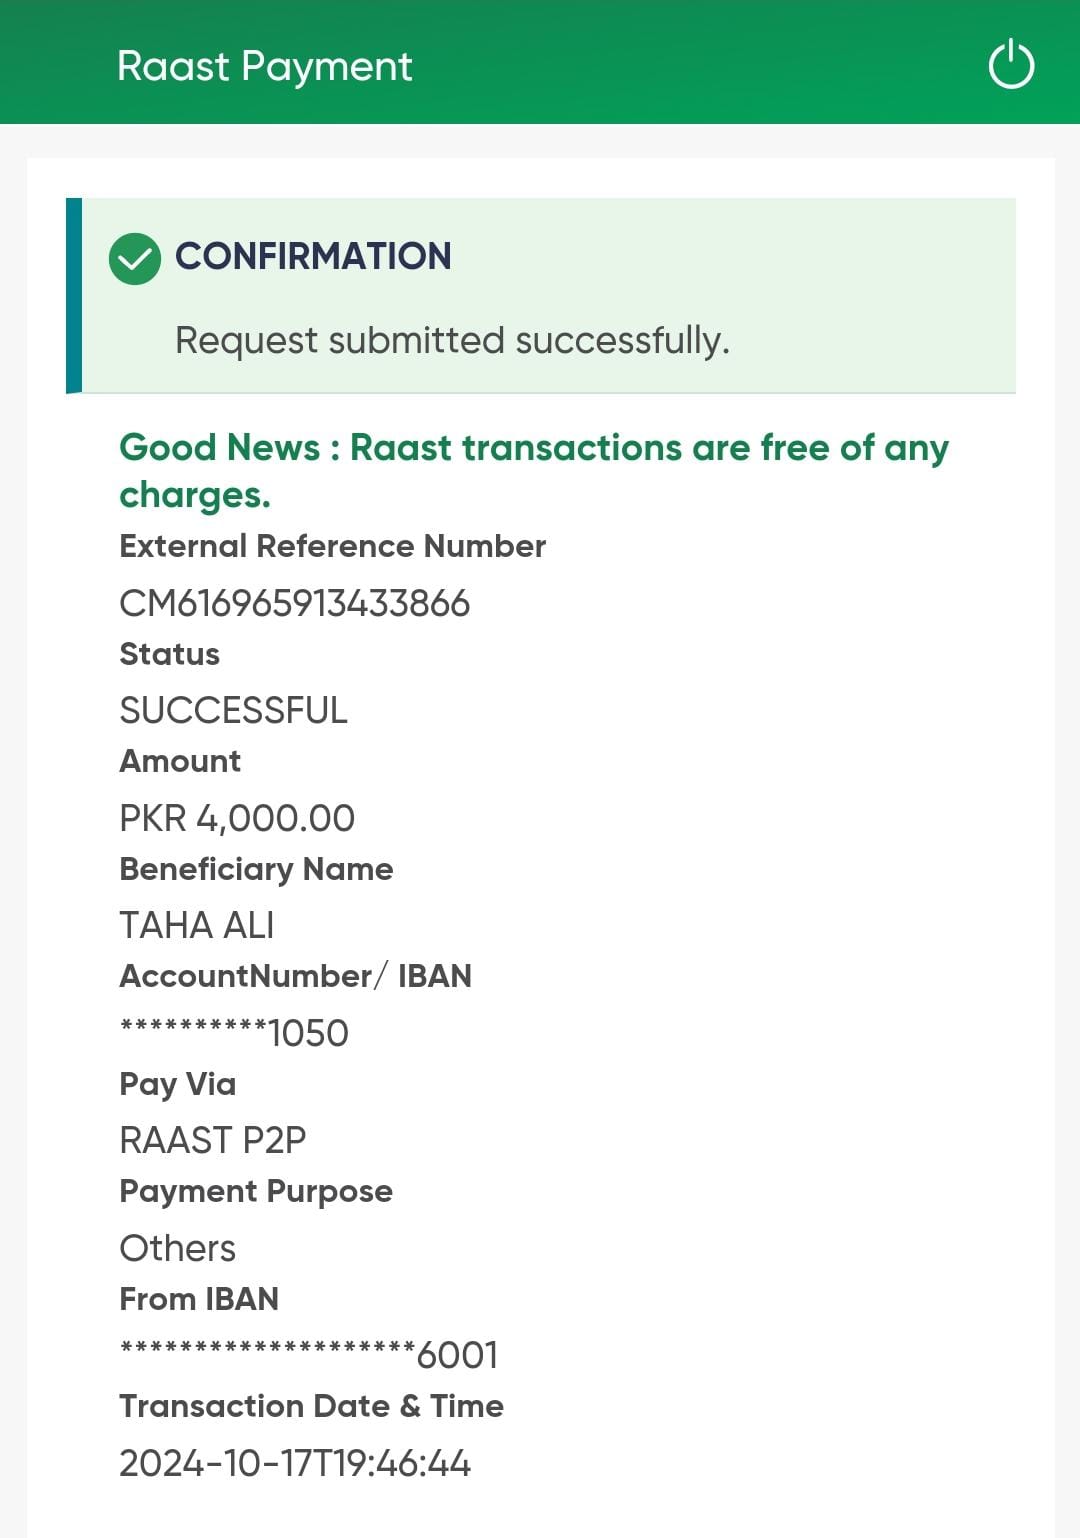 Raast Payment
CONFIRMATION
Request submitted successfully.
Good News : Raast transactions are free of any
charges.
External Reference Number
CM616965913433866
Status
SUCCESSFUL
Amount
PKR 4,000.00
Beneficiary Name
TAHA ALI
AccountNumber/ IBAN
**********1050
Pay Via
RAAST P2P
Payment Purpose
Others
From IBAN
********************6001
Transaction Date & Time
2024-10-17T19:46:44